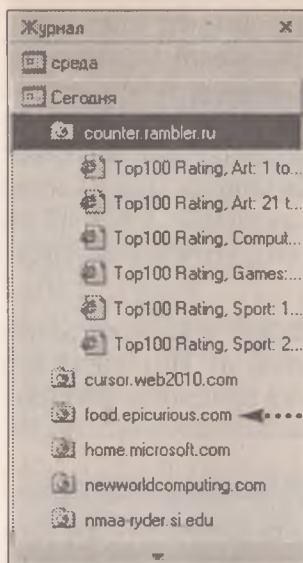 Журнал
среда
Сегодня
counter.rambler.ru
Top100 Rating, Art: 1 to...
Top100 Rating, Art: 21 t...
Top100 Rating, Comput...
Top100 Rating, Games:...
Top100 Rating, Sport: 1...
Top100 Rating, Sport: 2...
cursor.web2010.com
food.epicurious.com
home.microsoft.com
newworldcomputing.com
nmaa-ryder.si.edu